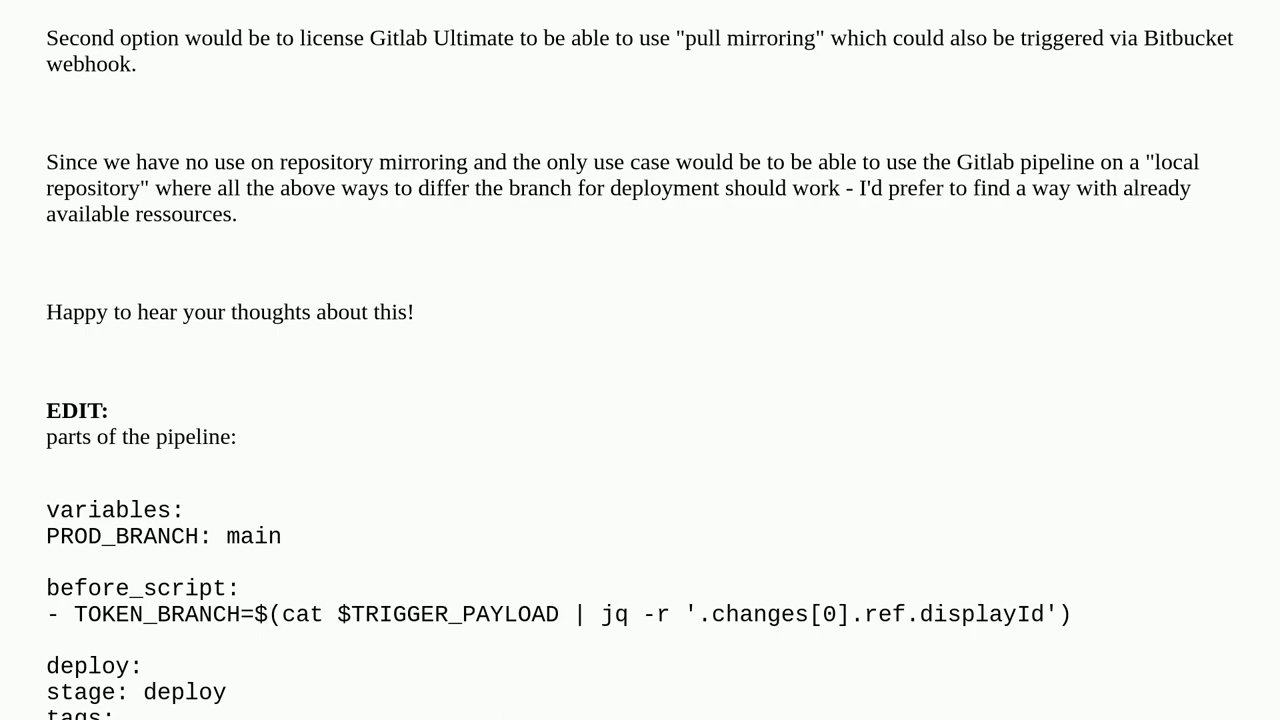 Second option would be to license Gitlab Ultimate to be able to use "pull mirroring" which could also be triggered via Bitbucket
webhook.
Since we have no use on repository mirroring and the only use case would be to be able to use the Gitlab pipeline on a "local
repository" where all the above ways to differ the branch for deployment should work - I'd prefer to find a way with already
available ressources.
Happy to hear your thoughts about this!
EDIT:
parts of the pipeline:
variables:
PROD_BRANCH: main
before_script:
- TOKEN_BRANCH=$(cat $TRIGGER_PAYLOAD | jq -r '.changes[0].ref.displayId')
deploy:
stage: deploy
tags: